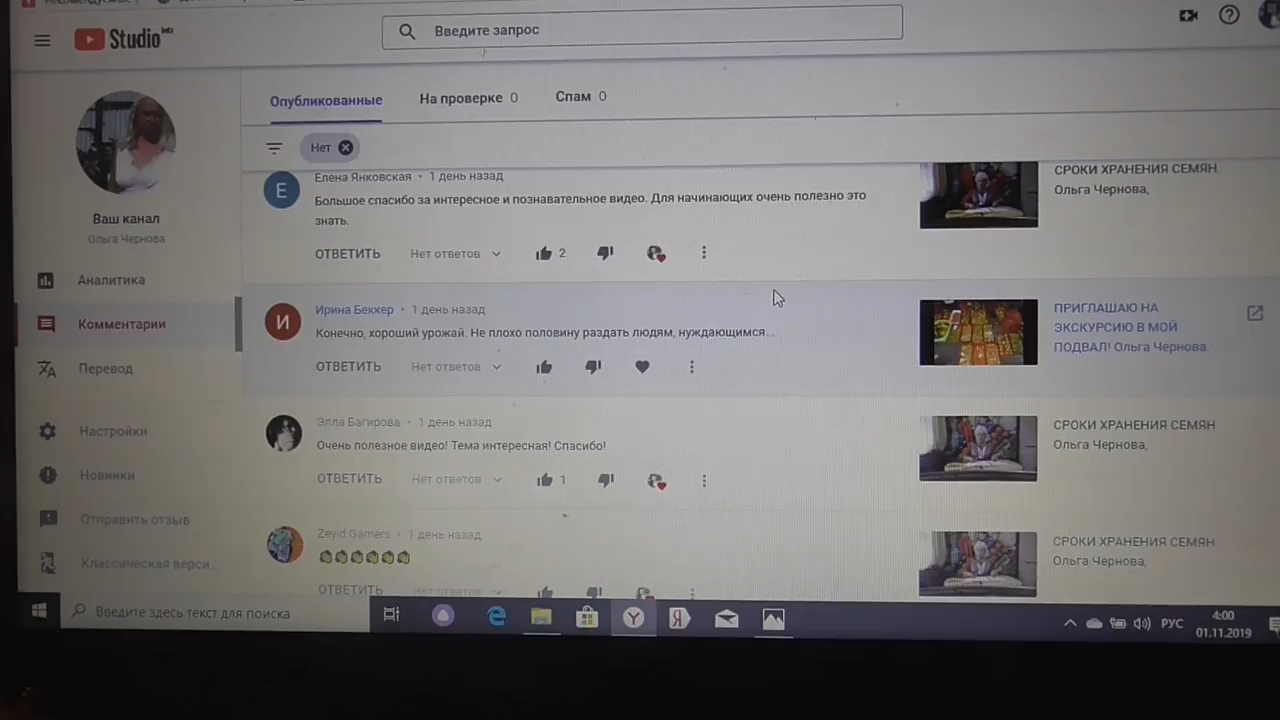 Studio
Введите запрос
Опубликованные
На проверке 0
Спам 0
Нет
Ваш канал
Ольга Чернова
Аналитика
Комментарии
Перевод
Настройки
Новинки
Отправить отзыв
Классическая верси...
Е
Елена Янковская • 1 день назад
Большое спасибо за интересное и познавательное видео. Для начинающих очень полезно это
знать.
ОТВЕТИТЬ Нет ответов 2
СРОКИ ХРАНЕНИЯ СЕМЯН.
Ольга Чернова,
И
Ирина Беккер • 1 день назад
Конечно, хороший урожай. Не плохо половину раздать людям, нуждающимся...
ОТВЕТИТЬ Нет ответов
ПРИГЛАШАЮ НА
ЭКСКУРСИЮ В МОЙ
ПОДВАЛ! Ольга Чернова.
Элла Багирова • 1 день назад
Очень полезное видео! Тема интересная! Спасибо!
ОТВЕТИТЬ Нет ответов 1
СРОКИ ХРАНЕНИЯ СЕМЯН
Ольга Чернова,
Zeyid Gamers • 1 день назад
ОТВЕТИТЬ Нет ответов
СРОКИ ХРАНЕНИЯ СЕМЯН
Ольга Чернова,
Введите здесь текст для поиска
Y
Я
РУС
4:00
01.11.2019